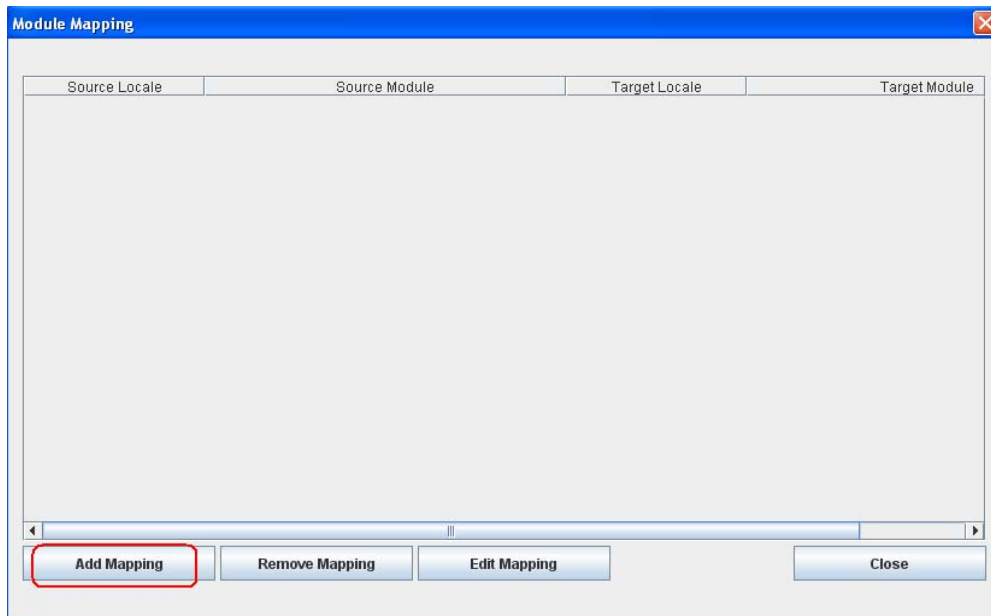 Module Mapping
Source Locale Source Module Target Locale Target Module
Add Mapping Remove Mapping Edit Mapping Close